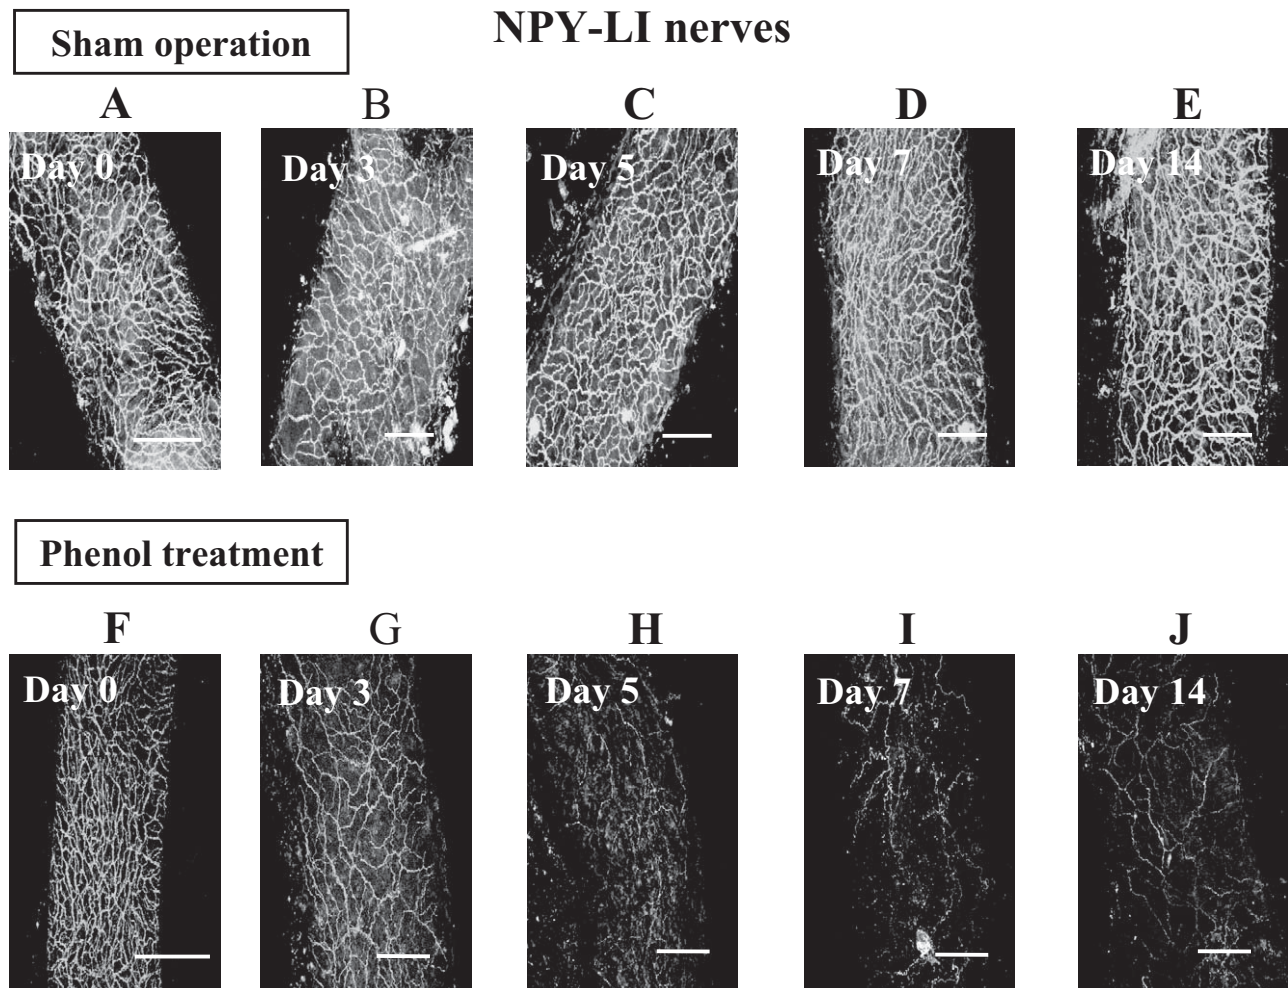 Sham operation
NPY-LI nerves
A B C D E
Day 0 Day 3 Day 5 Day 7 Day 14
Phenol treatment
F G H I J
Day 0 Day 3 Day 5 Day 7 Day 14